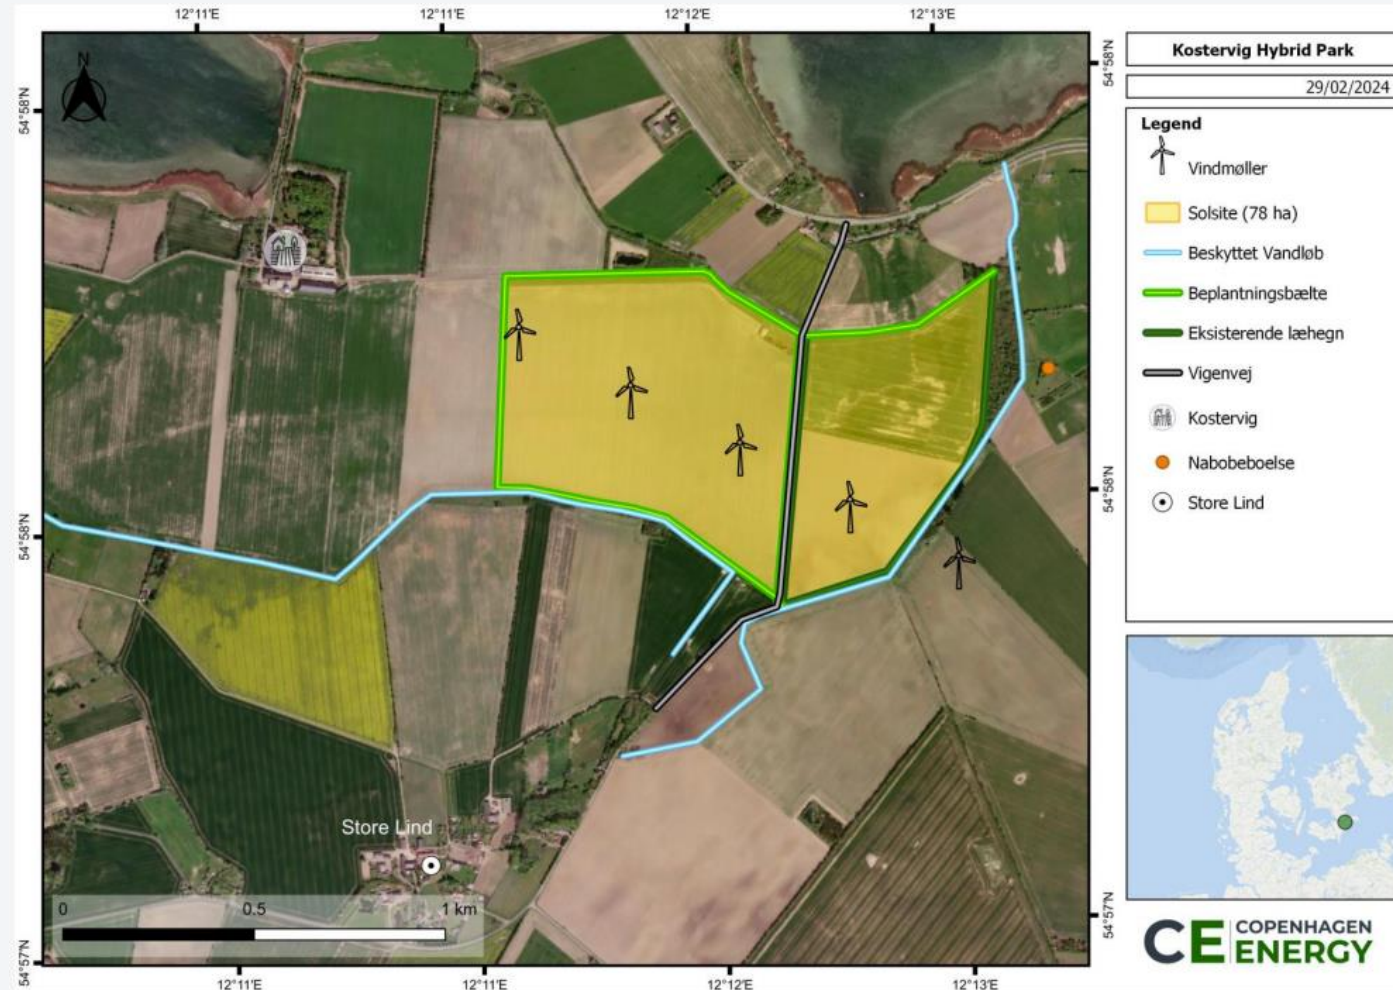 12°11'E 12°11'E 12°12'E 12°13'E
54°58'N
54°58'N
54°58'N
54°58'N
54°57'N
54°57'N
N
Store Lind
0 0.5 1 km
12°11'E 12°11'E 12°12'E 12°13'E
Kostervig Hybrid Park
29/02/2024
Legend
Vindmøller
Solsite (78 ha)
Beskyttet Vandløb
Beplantningsbælte
Eksisterende læhegn
Vigenvej
Kostervig
Nabobeboelse
Store Lind
CE COPENHAGEN
ENERGY